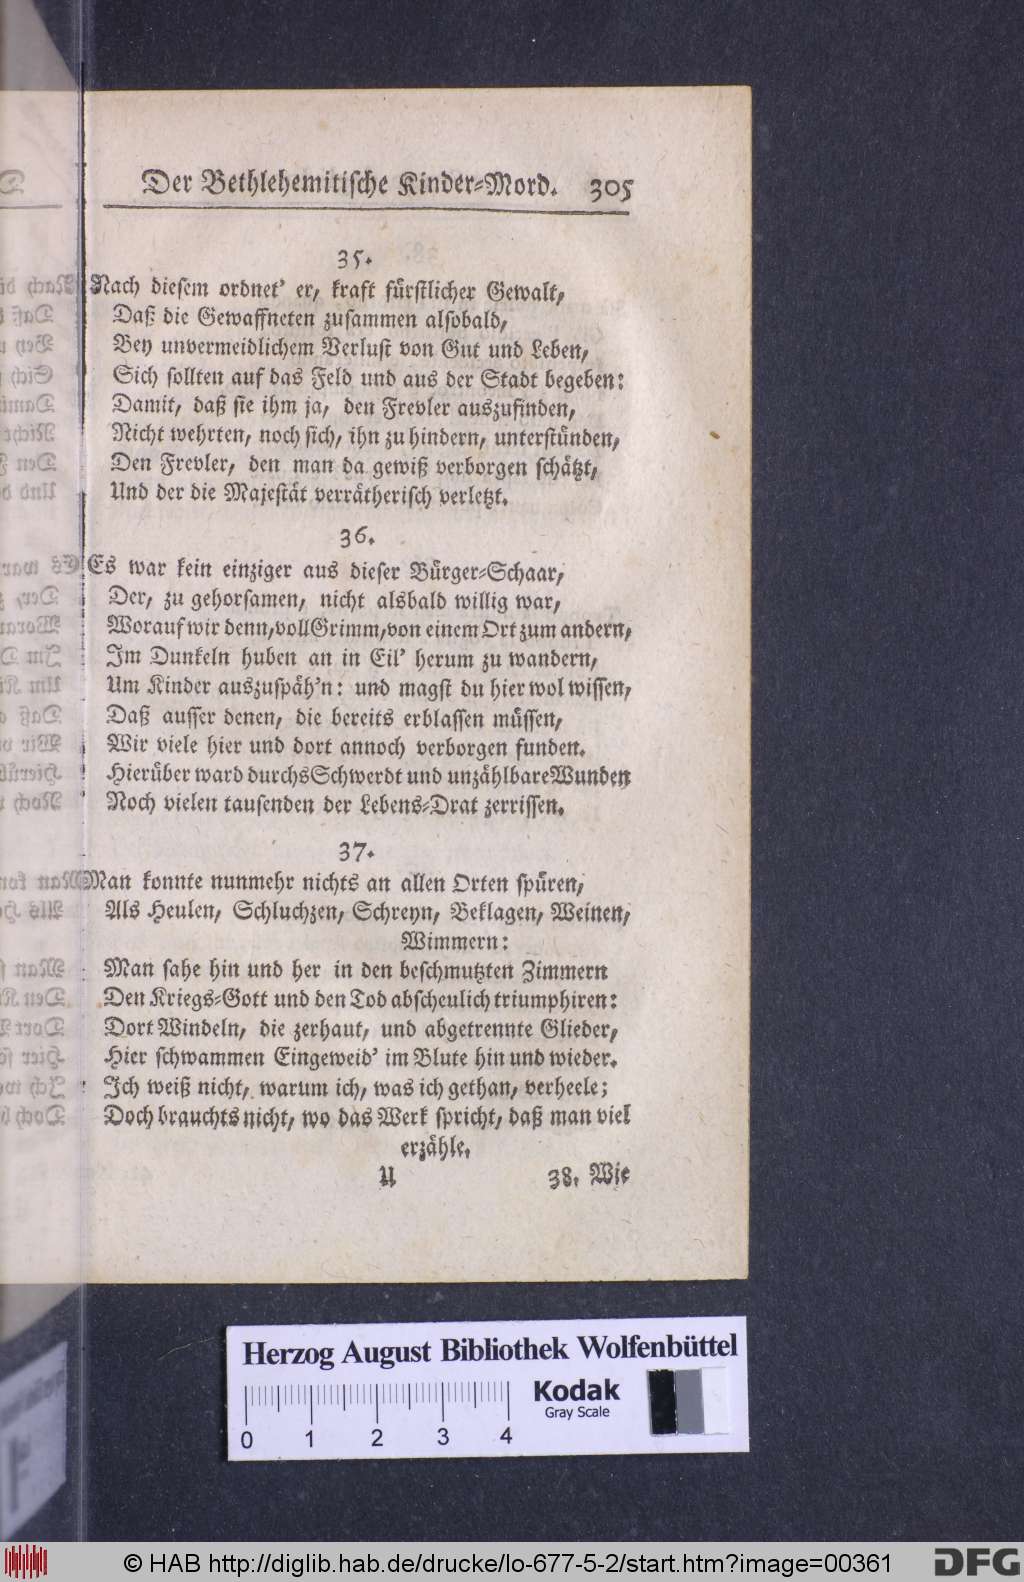 Der Bethlehemitische Kinder-Mord. 305
35.
Nach diesem ordnet' er, kraft fürstlicher Gewalt,
Daß die Gewaffneten zusammen alsobald,
Bey unvermeidlichem Verlust von Gut und Leben,
Sich sollten auf das Feld und aus der Stadt begeben:
Damit, daß sie ihm ja, den Frevler auszufinden,
Nicht wehrten, noch sich, ihn zu hindern, unterstünden,
Den Frevler, den man da gewiß verborgen schätzt,
Und der die Majestät verrätherisch verletzt.
36.
Es war kein einziger aus dieser Bürger-Schaar,
Der, zu gehorsamen, nicht alsbald willig war,
Worauf wir denn, voll Grimm, von einem Ort zum andern,
Im Dunkeln huben an in Eil' herum zu wandern,
Um Kinder auszuspäh'n: und magst du hier wol wissen,
Daß ausser denen, die bereits erblassen müssen,
Wir viele hier und dort annoch verborgen funden.
Hierüber ward durchs Schwerdt und unzählbare Wunden
Noch vielen tausenden der Lebens-Drat zerrissen.
37.
Man konnte nunmehr nichts an allen Orten spüren,
Als Heulen, Schluchzen, Schreyn, Beklagen, Weinen,
Wimmern:
Man sahe hin und her in den beschmutzten Zimmern
Den Kriegs-Gott und den Tod abscheulich triumphiren:
Dort Windeln, die zerhaut, und abgetrennte Glieder,
Hier schwammen Eingeweid' im Blute hin und wieder.
Ich weiß nicht, warum ich, was ich gethan, verheele;
Doch brauchts nicht, wo das Werk spricht, daß man viel
erzähle.
U 38. Wie
Herzog August Bibliothek Wolfenbüttel
Kodak
Gray Scale
0 1 2 3 4
© HAB http://diglib.hab.de/drucke/lo-677-5-2/start.htm?image=00361
DFG